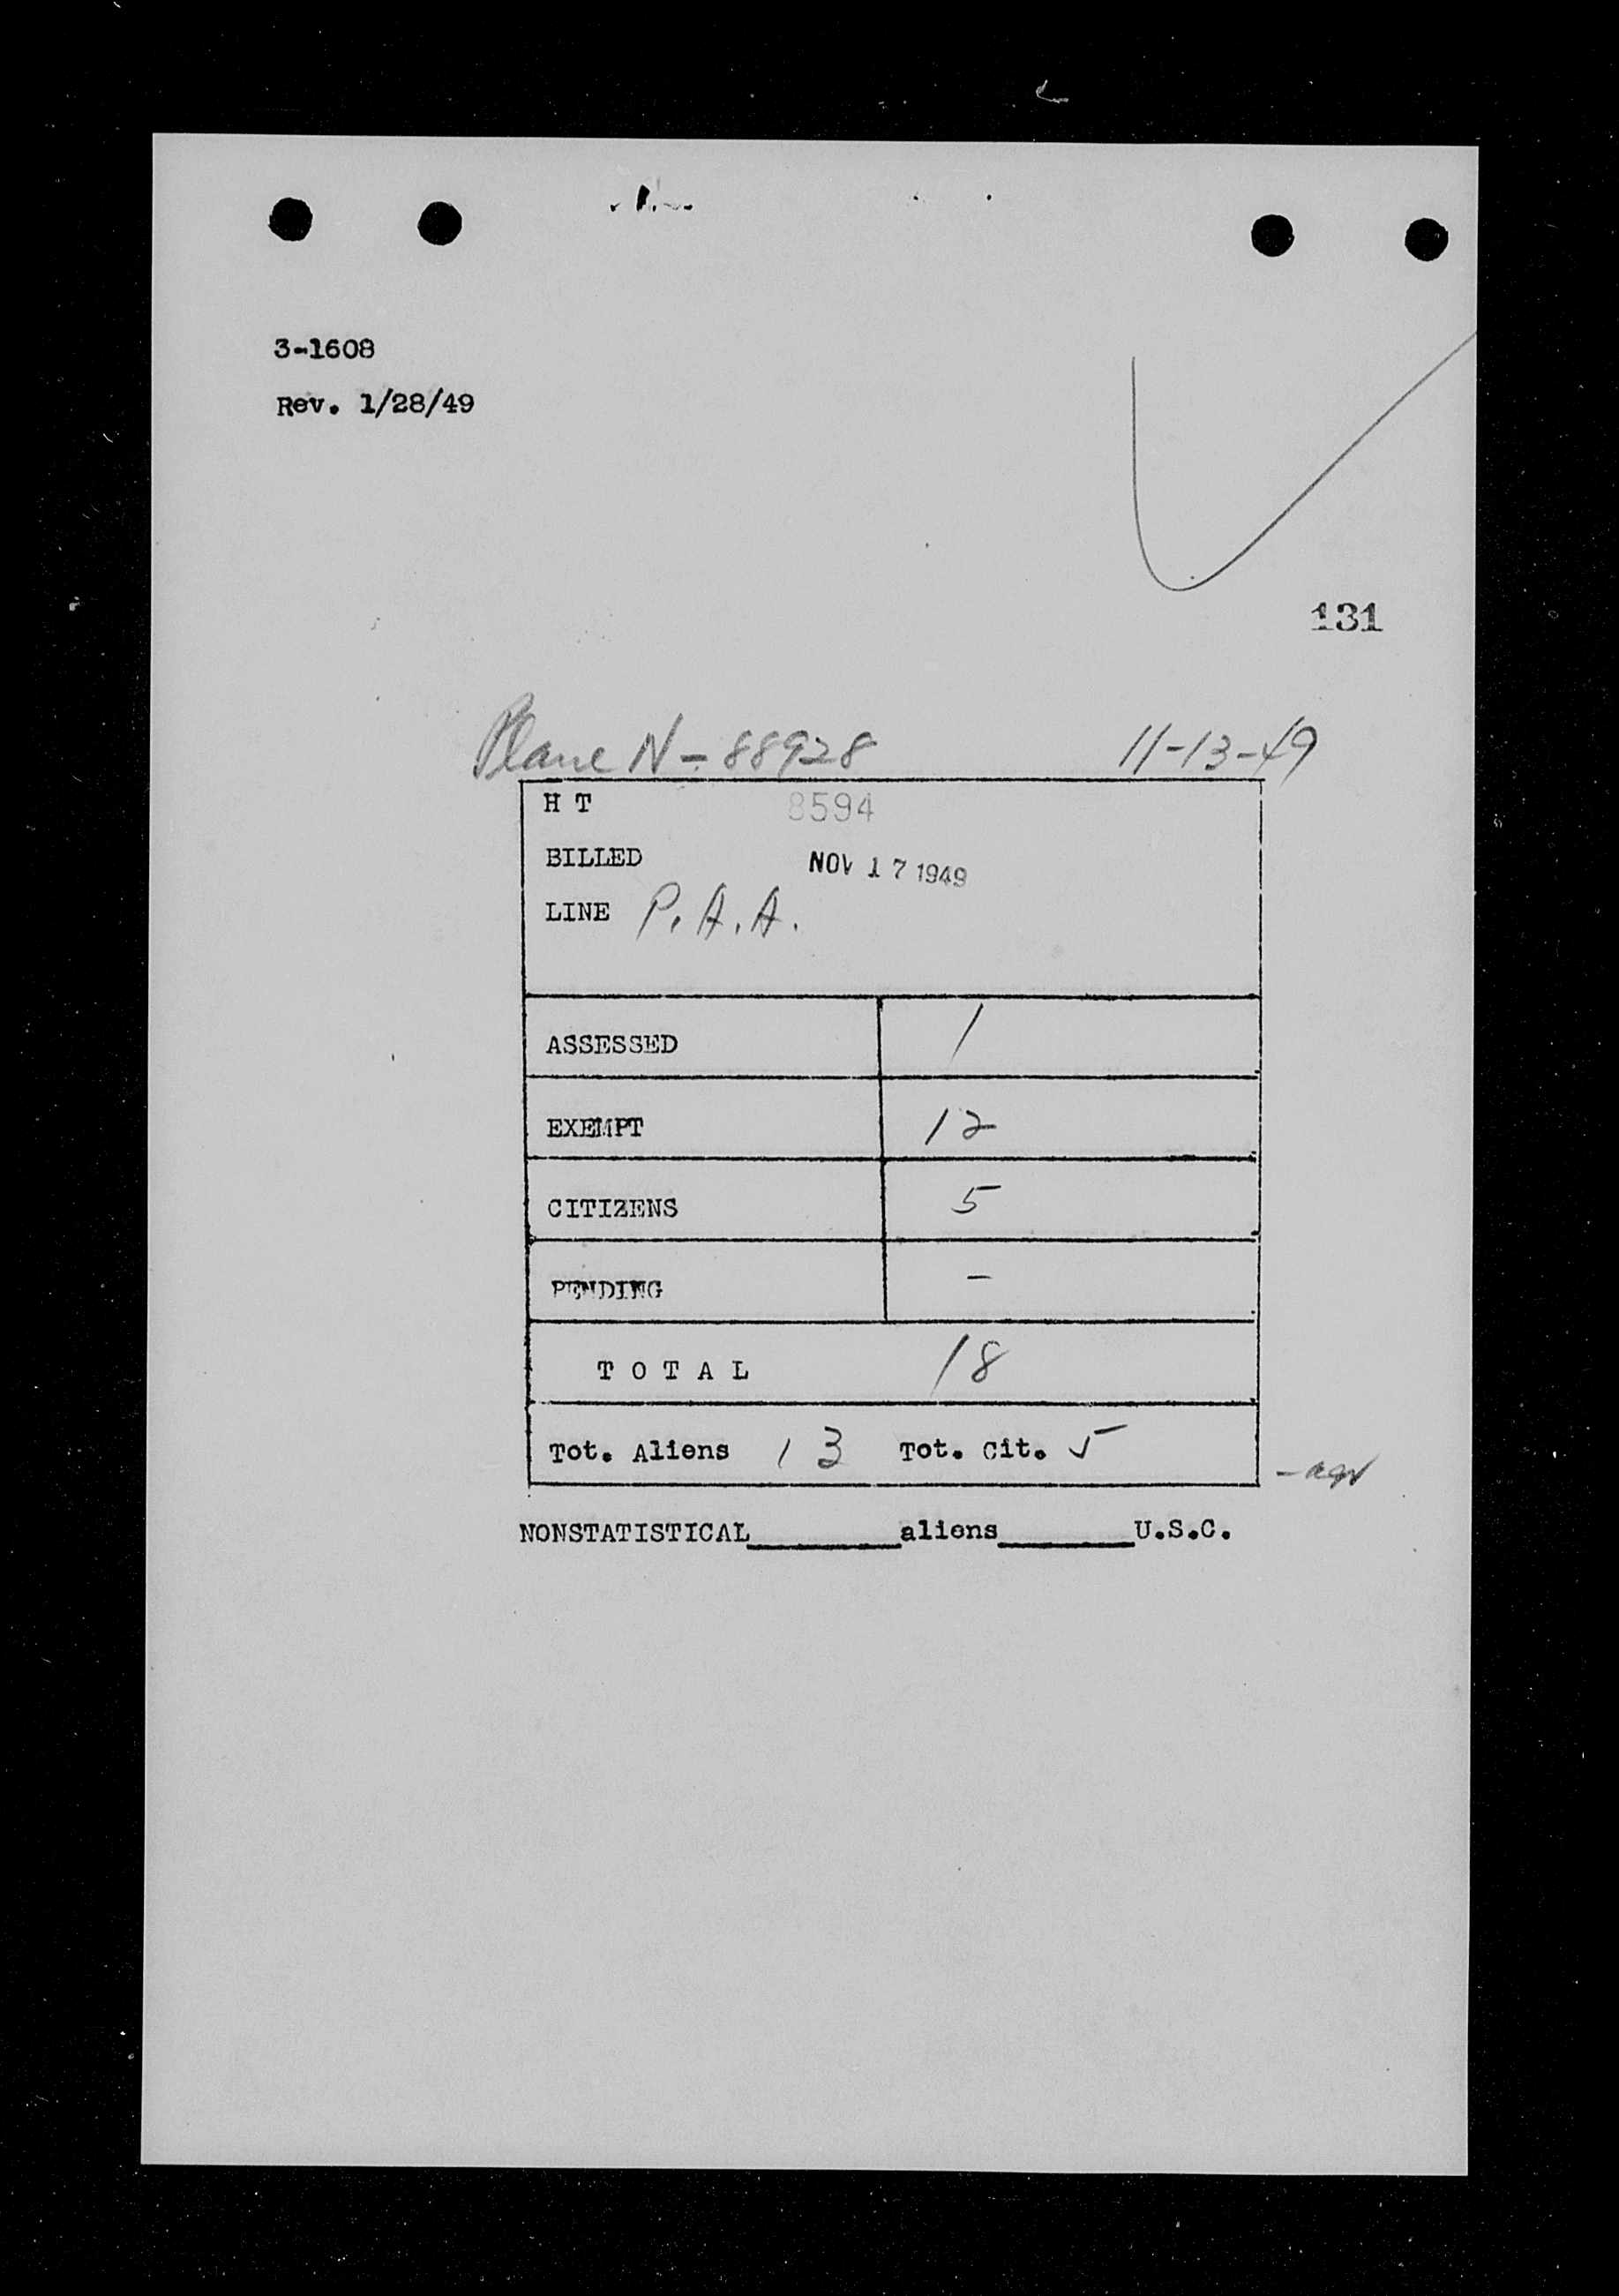 3-1608
Rev. 1/28/49
131
Plane N-88928 11-13-49
H T 8594
BILLED NOV 17 1949
LINE P.A.A.
ASSESSED 1
EXEMPT 12
CITIZENS 5
PENDING -
TOTAL 18
Tot. Aliens 13 Tot. Cit. 5
NONSTATISTICAL________aliens_______U.S.C.